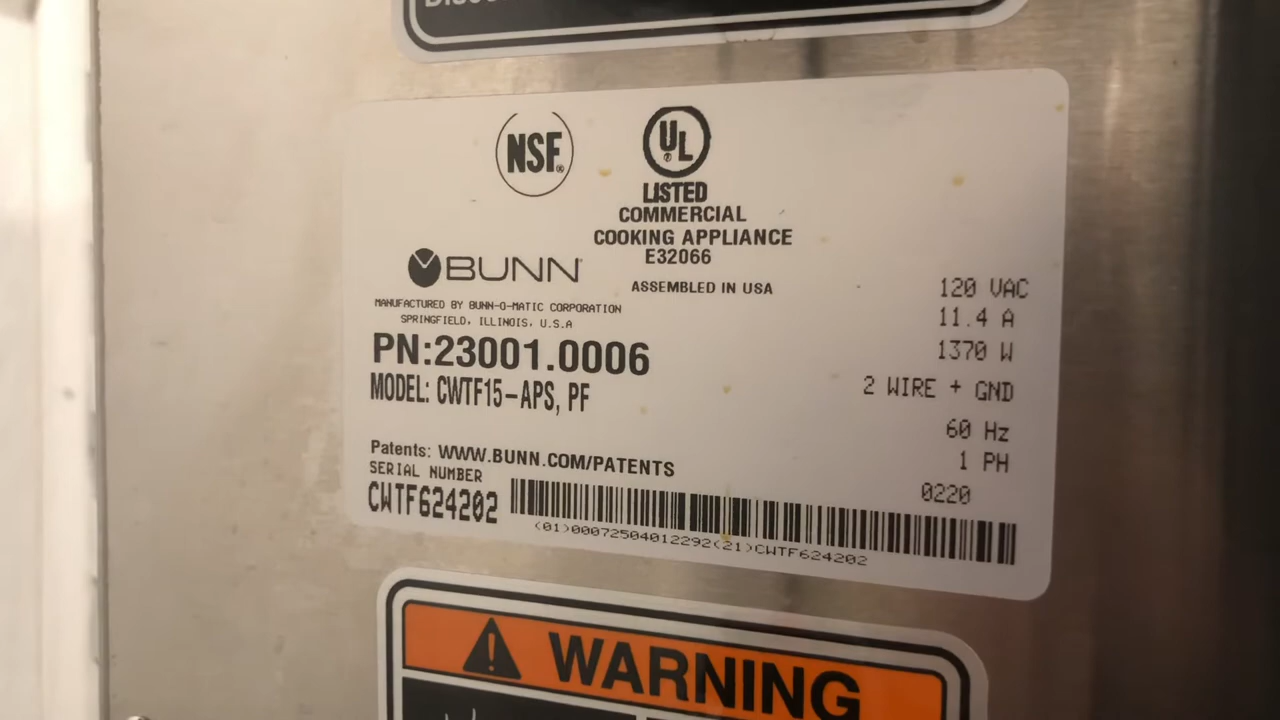 NSF®
UL®
LISTED
COMMERCIAL
COOKING APPLIANCE
E32066
BUNN®
ASSEMBLED IN USA
MANUFACTURED BY BUNN-O-MATIC CORPORATION
SPRINGFIELD, ILLINOIS, U.S.A
PN:23001.0006
MODEL: CWTF15-APS, PF
120 VAC
11.4 A
1370 W
2 WIRE + GND
60 Hz
1 PH
0220
Patents: WWW.BUNN.COM/PATENTS
SERIAL NUMBER
CWTF624202
(01)00072504012292(21)CWTF624202
WARNING